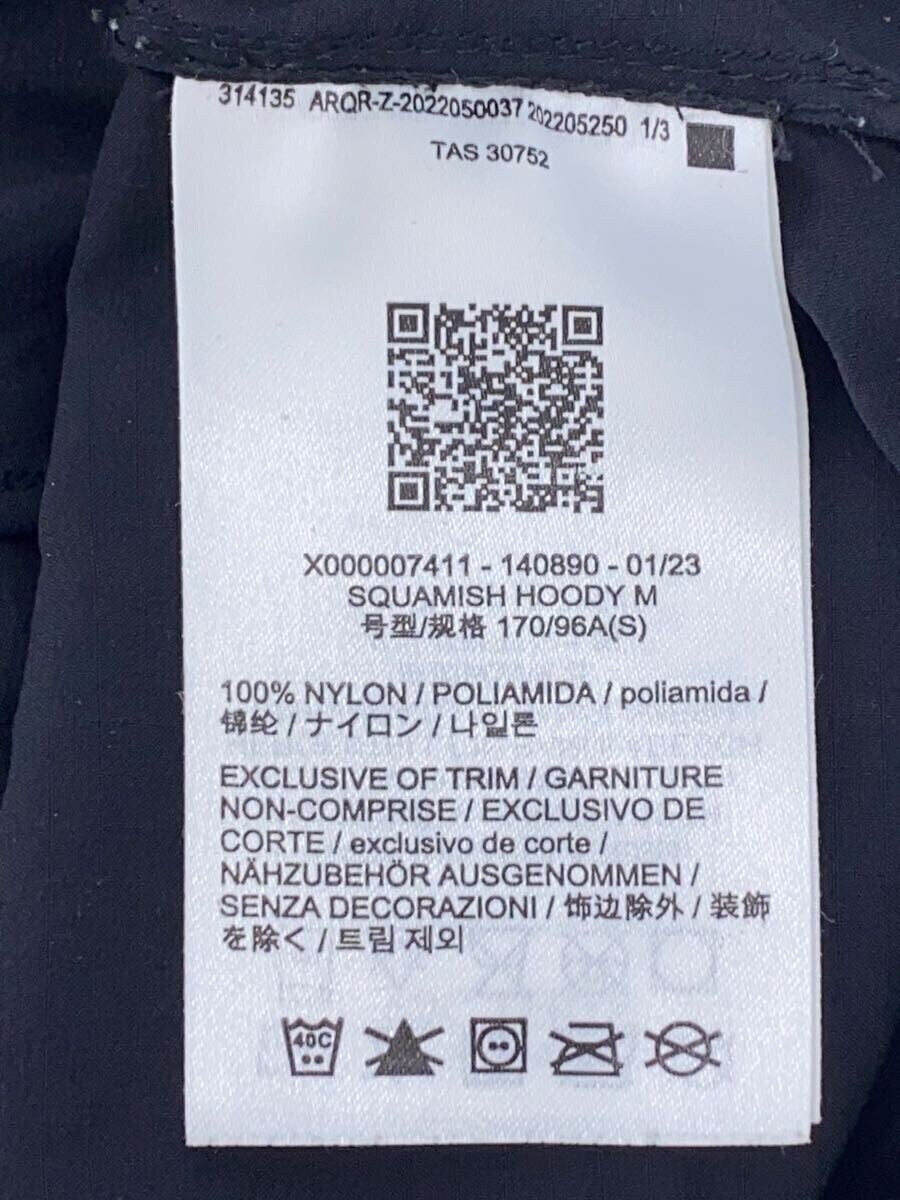 314135 ARQR-Z-2022050037 202205250 1/3
TAS 30752
X000007411 - 140890 - 01/23
SQUAMISH HOODY M
号型/规格 170/96A(S)
100% NYLON / POLIAMIDA / poliamida /
锦纶 / ナイロン / 나일론
EXCLUSIVE OF TRIM / GARNITURE
NON-COMPRISE / EXCLUSIVO DE
CORTE / exclusivo de corte /
NÄHZUBEHÖR AUSGENOMMEN /
SENZA DECORAZIONI / 饰边除外 / 装飾
を除く / 트림 제외
40C